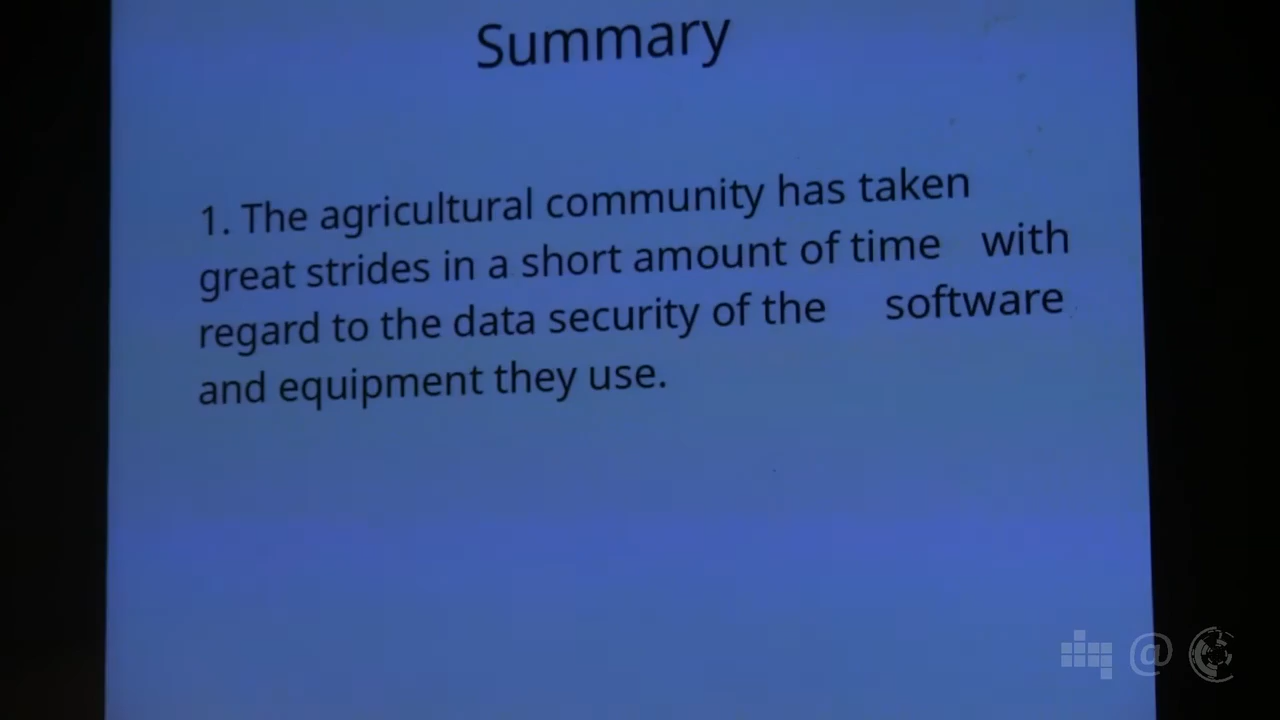 Summary
1. The agricultural community has taken
great strides in a short amount of time with
regard to the data security of the software
and equipment they use.
@